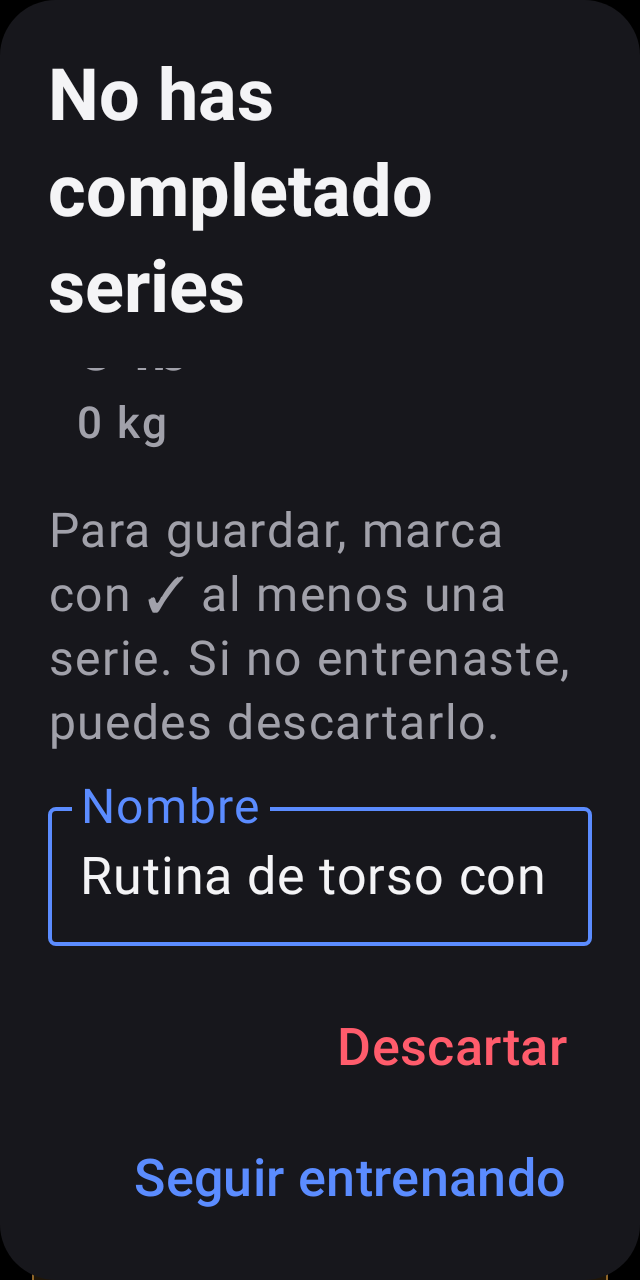 No has
completado
series
0 kg
Para guardar, marca
con ✓ al menos una
serie. Si no entrenaste,
puedes descartarlo.
Nombre
Rutina de torso con
Descartar
Seguir entrenando